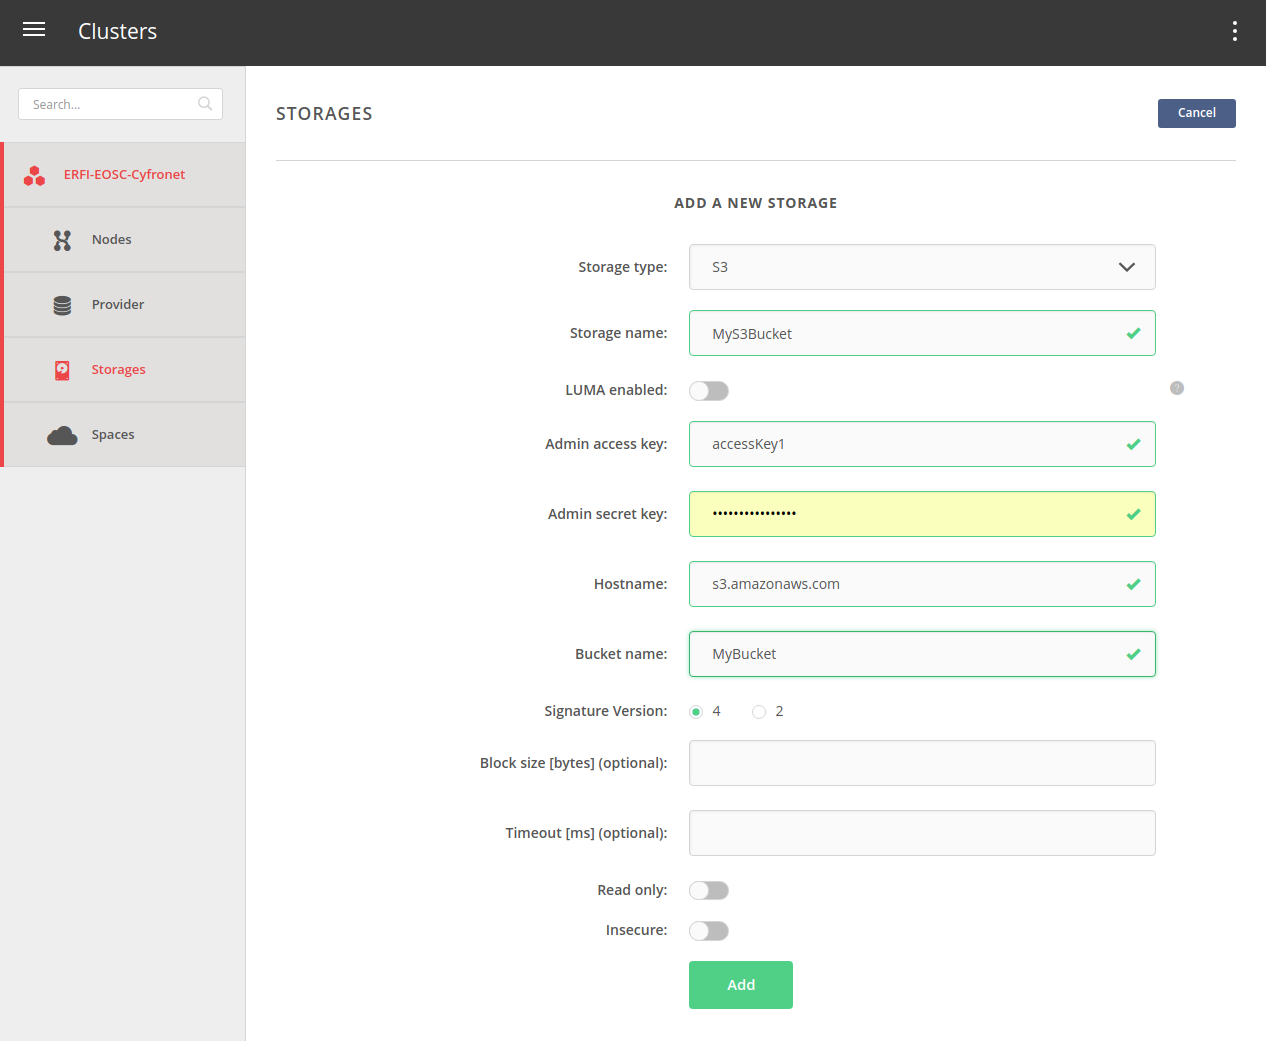 Clusters
Search...
STORAGES
Cancel
ERFI-EOSC-Cyfronet
Nodes
Provider
Storages
Spaces
ADD A NEW STORAGE
Storage type: S3
Storage name: MyS3Bucket
LUMA enabled: ?
Admin access key: accessKey1
Admin secret key: ••••••••••••••••
Hostname: s3.amazonaws.com
Bucket name: MyBucket
Signature Version: 4 2
Block size [bytes] (optional):
Timeout [ms] (optional):
Read only:
Insecure:
Add